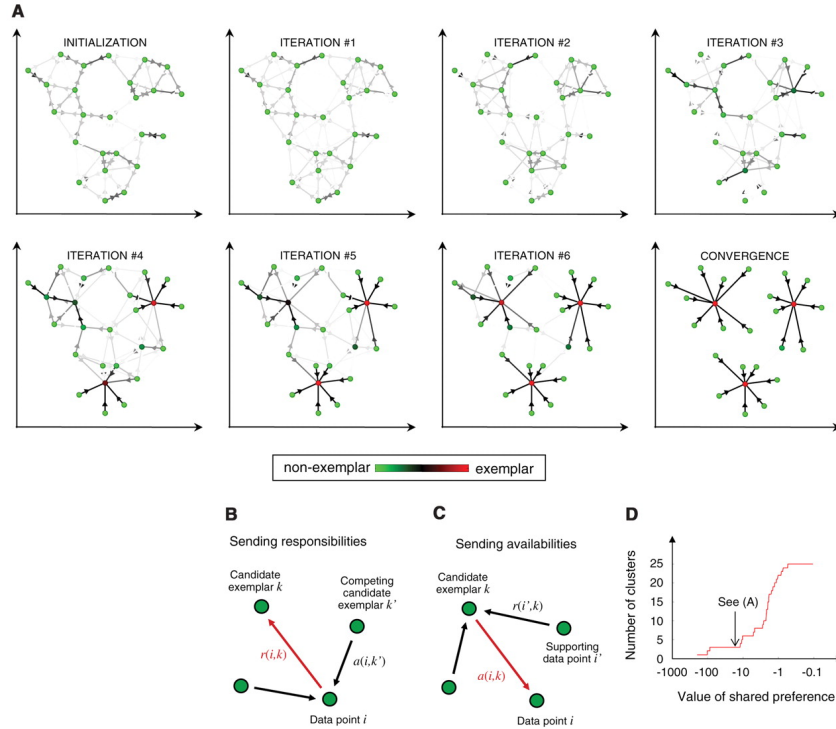 A
INITIALIZATION
ITERATION #1
ITERATION #2
ITERATION #3
ITERATION #4
ITERATION #5
ITERATION #6
CONVERGENCE
non-exemplar
exemplar
B
Sending responsibilities
Candidate
exemplar k
Competing
candidate
exemplar k'
r(i,k)
a(i,k')
Data point i
C
Sending availabilities
Candidate
exemplar k
r(i',k)
Supporting
data point i'
a(i,k)
Data point i
D
Number of clusters
25
20
15
10
5
0
See (A)
-1000
-100
-10
-1
-0.1
Value of shared preference